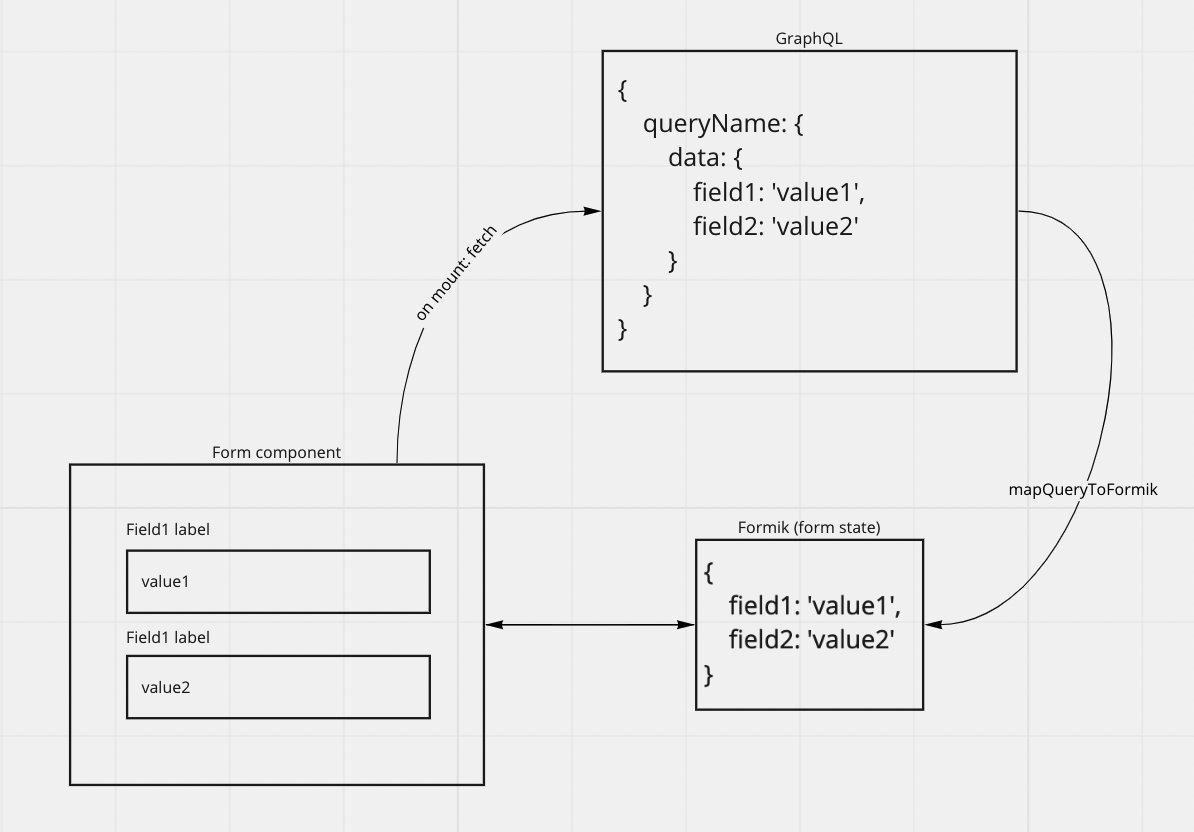 GraphQL
{
queryName: {
data: {
field1: 'value1',
field2: 'value2'
}
}
}
on mount: fetch
Form component
Field1 label
value1
Field1 label
value2
mapQueryToFormik
Formik (form state)
{
field1: 'value1',
field2: 'value2'
}